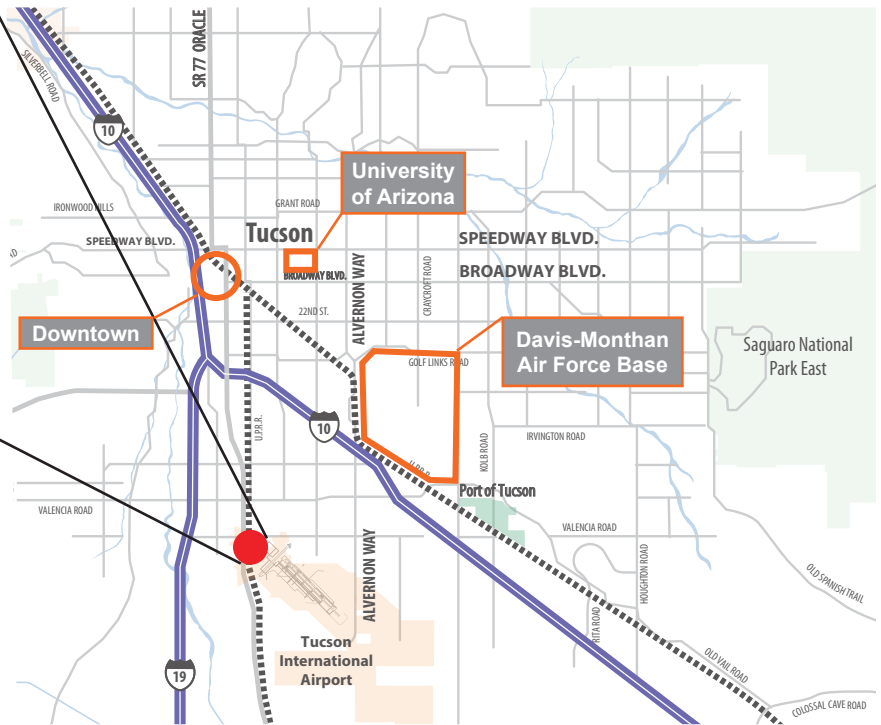 SR 77 ORACLE
SILVERBELL ROAD
10
University
of Arizona
IRONWOOD HILLS
GRANT ROAD
Tucson
SPEEDWAY BLVD.
SPEEDWAY BLVD.
BROADWAY BLVD.
BROADWAY BLVD.
ALVERNON WAY
CRAYCROFT ROAD
22ND ST.
Downtown
Davis-Monthan
Air Force Base
GOLF LINKS ROAD
Saguaro National
Park East
U.P.R.R.
10
U.P.R.R.
KOLB ROAD
IRVINGTON ROAD
Port of Tucson
VALENCIA ROAD
VALENCIA ROAD
ALVERNON WAY
HOUGHTON ROAD
RITA ROAD
OLD SPANISH TRAIL
Tucson
International
Airport
19
OLD VAIL ROAD
COLOSSAL CAVE ROAD